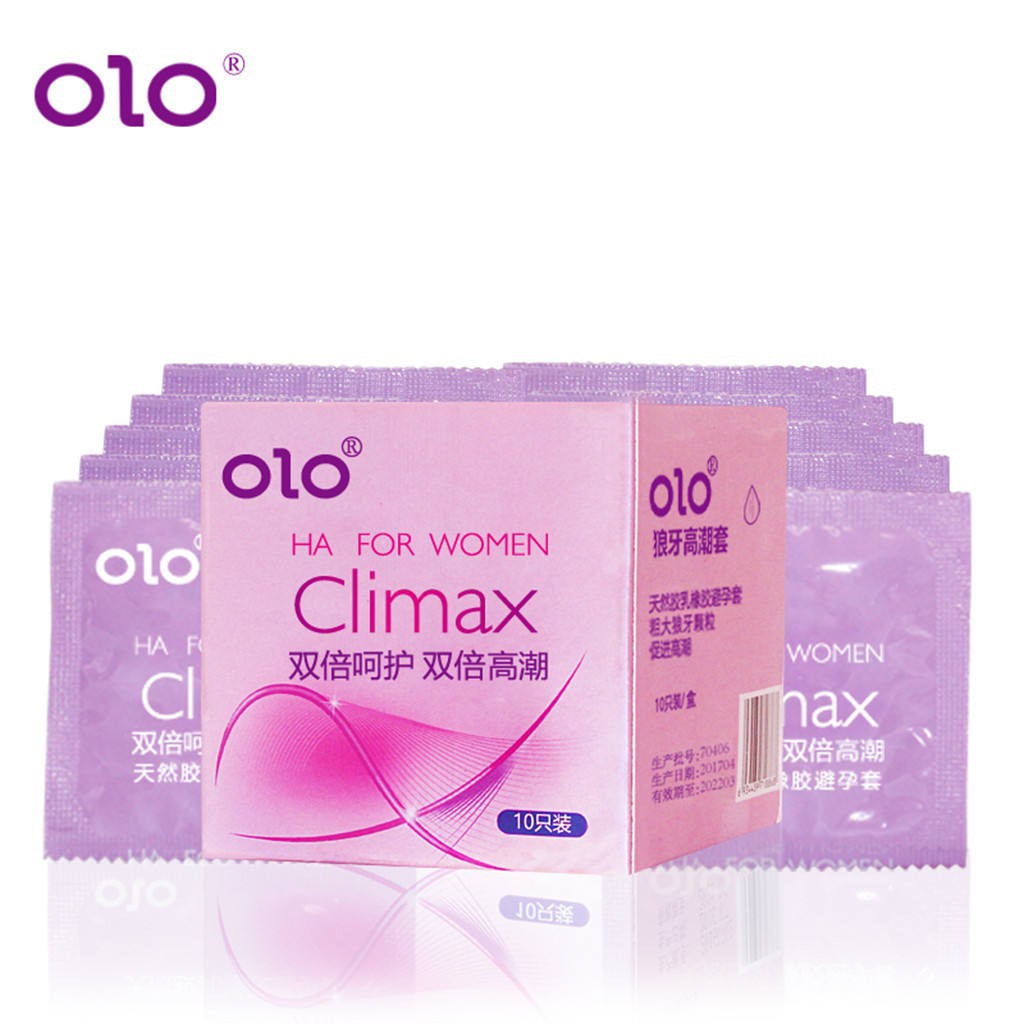 olo®
olo®
HA FOR WOMEN
Climax
双倍呵护 双倍高潮
10只装
olo®
狼牙高潮套
天然胶乳橡胶避孕套
粗大狼牙颗粒
促进高潮
10只装/盒
生产批号:70406
生产日期:201704
有效期至:202203
olo®
HA FO
Cl
双倍呵
天然胶
WOMEN
max
双倍高潮
橡胶避孕套